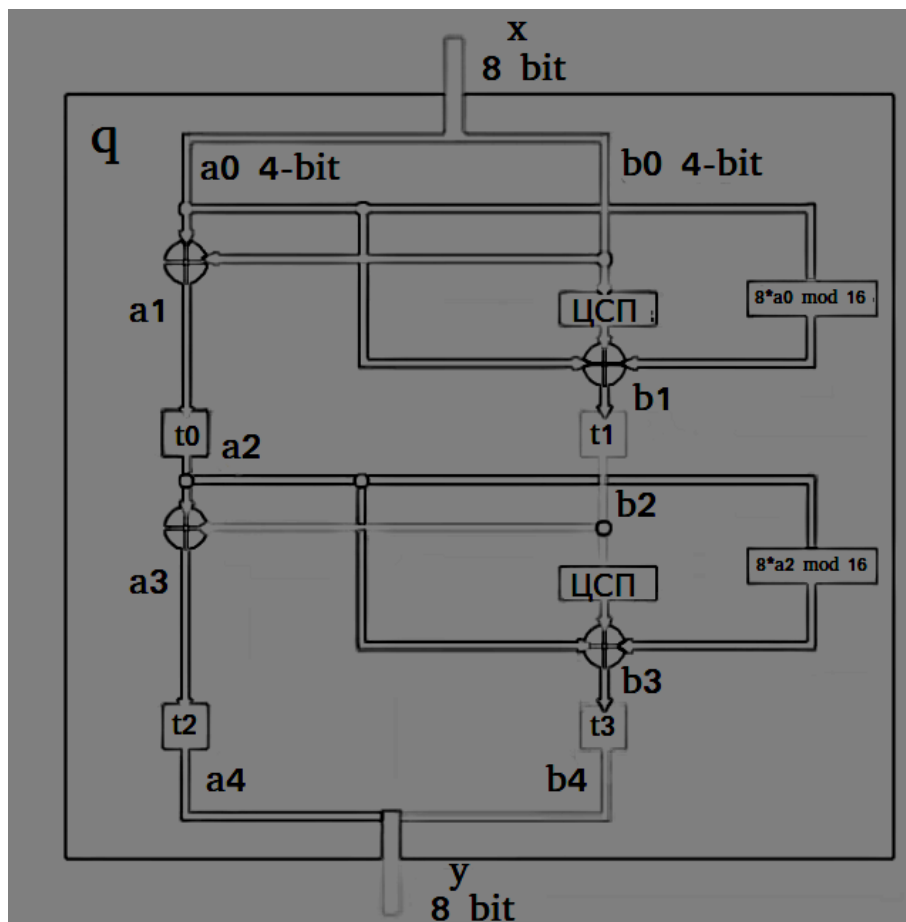 x
8 bit
q
a0 4-bit
b0 4-bit
a1
ЦСП :
8*a0 mod 16
b1
t0
a2
t1
b2
a3
ЦСП
8*a2 mod 16
b3
t2
t3
a4
b4
y
8 bit